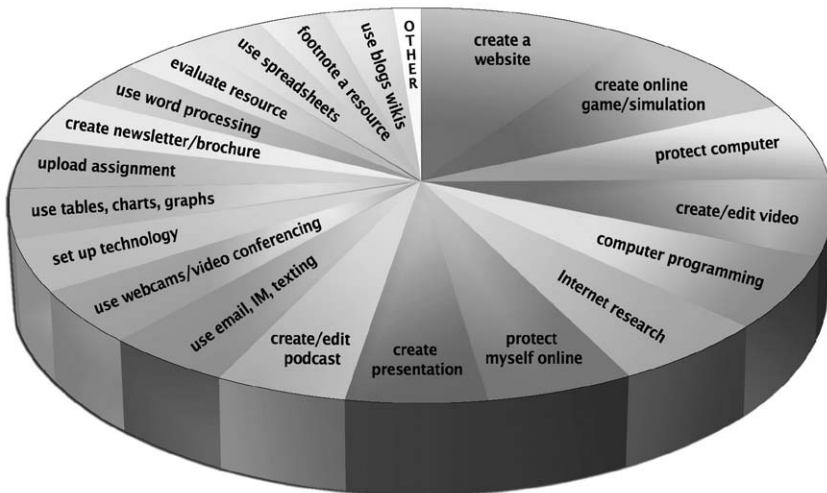 create a
website
create online
game/simulation
protect computer
create/edit video
computer programming
Internet research
protect
myself online
create
presentation
create/edit
podcast
use email, IM, texting
use webcams/video conferencing
set up technology
use tables, charts, graphs
upload assignment
create newsletter/brochure
use word processing
evaluate resource
use spreadsheets
footnote a resource
use blogs wikis
OTHER